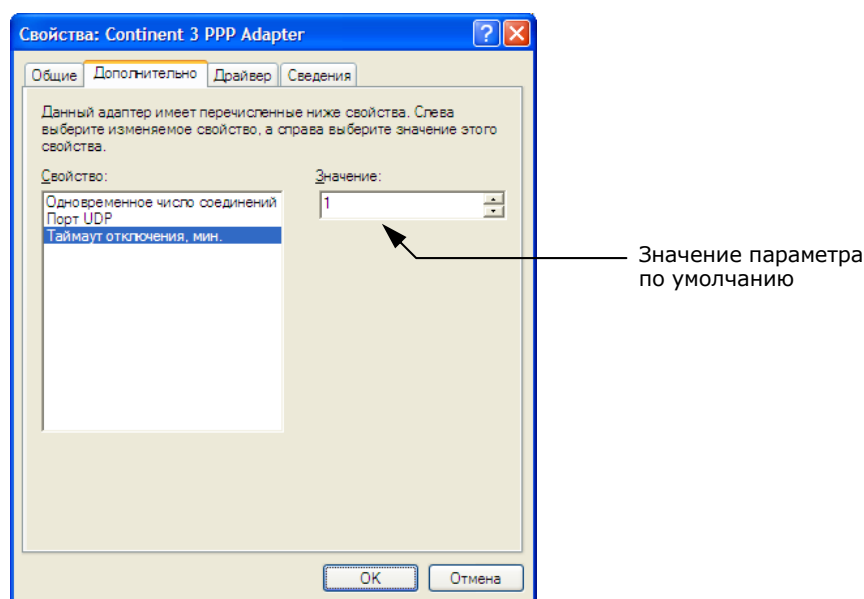 Свойства: Continent 3 PPP Adapter
Общие Дополнительно Драйвер Сведения
Данный адаптер имеет перечисленные ниже свойства. Слева
выберите изменяемое свойство, а справа выберите значение этого
свойства.
Свойство:
Значение:
Одновременное число соединений
Порт UDP
Таймаут отключения, мин.
1
Значение параметра
по умолчанию
OK
Отмена